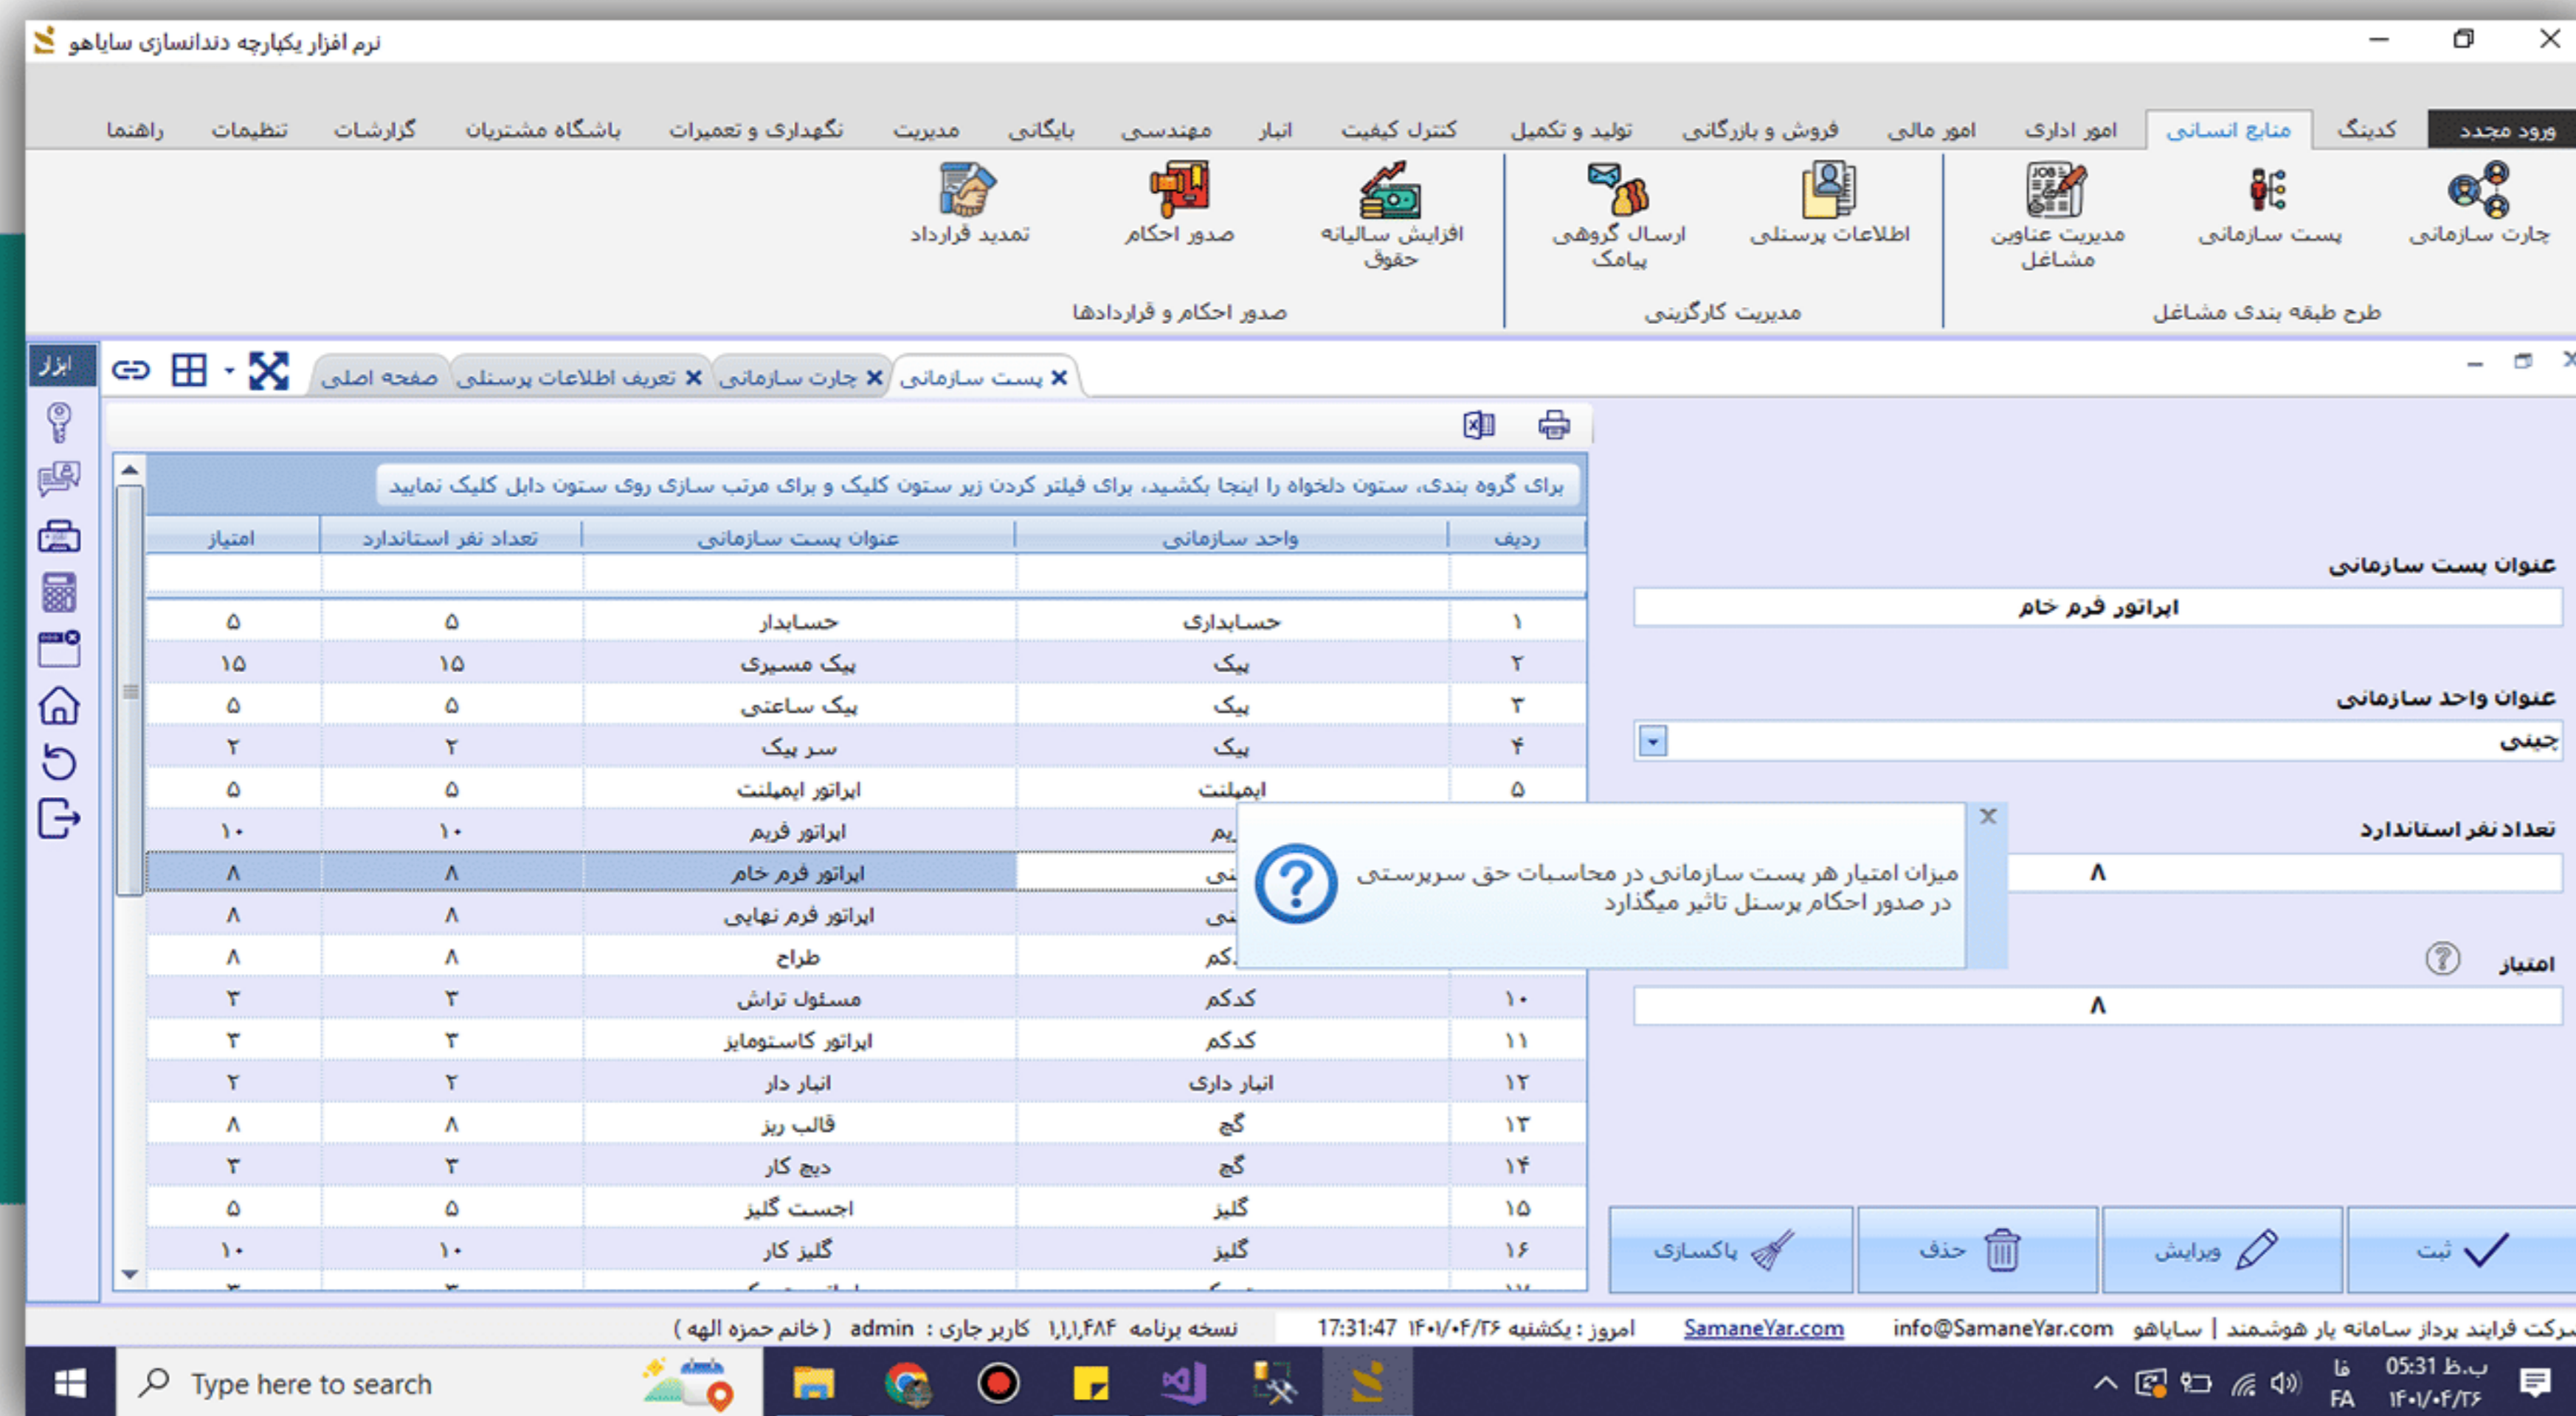 نرم افزار یکپارچه دندانسازی سایاهو
ورود مجدد
کدینگ
منابع انسانی
امور اداری
امور مالی
فروش و بازرگانی
تولید و تکمیل
کنترل کیفیت
انبار
مهندسی
بایگانی
مدیریت
نگهداری و تعمیرات
باشگاه مشتریان
گزارشات
تنظیمات
راهنما
چارت سازمانی
پست سازمانی
مدیریت عناوین مشاغل
اطلاعات پرسنلی
ارسال گروهی پیامک
افزایش سالیانه حقوق
صدور احکام
تمدید قرارداد
طرح طبقه بندی مشاغل
مدیریت کارگزینی
صدور احکام و قراردادها
ابزار
صفحه اصلی
تعریف اطلاعات پرسنلی
چارت سازمانی
پست سازمانی
برای گروه بندی، ستون دلخواه را اینجا بکشید، برای فیلتر کردن زیر ستون کلیک و برای مرتب سازی روی ستون دابل کلیک نمایید
ردیف واحد سازمانی عنوان پست سازمانی تعداد نفر استاندارد امتیاز
۱ حسابداری حسابدار ۵ ۵
۲ پیک پیک مسیری ۱۵ ۱۵
۳ پیک پیک ساعتی ۵ ۵
۴ پیک سر پیک ۲ ۲
۵ ایمپلنت اپراتور ایمپلنت ۵ ۵
اپراتور فریم ۱۰ ۱۰
اپراتور فرم خام ۸ ۸
اپراتور فرم نهایی ۸ ۸
طراح ۸ ۸
۱۰ کدکم مسئول تراش ۳ ۳
۱۱ کدکم اپراتور کاستومایز ۳ ۳
۱۲ انبار داری انبار دار ۲ ۲
۱۳ گچ قالب ریز ۸ ۸
۱۴ گچ دیچ کار ۳ ۳
۱۵ گلیز اجست گلیز ۵ ۵
۱۶ گلیز گلیز کار ۱۰ ۱۰
عنوان پست سازمانی
اپراتور فرم خام
عنوان واحد سازمانی
چینی
تعداد نفر استاندارد
۸
میزان امتیار هر پست سازمانی در محاسبات حق سرپرستی
در صدور احکام پرسنل تاثیر میگذارد
امتیاز
۸
ثبت
ویرایش
حذف
پاکسازی
شرکت فرایند پرداز سامانه یار هوشمند | سایاهو info@SamaneYar.com SamaneYar.com امروز : یکشنبه ۱۴۰۱/۰۴/۲۶ 17:31:47 نسخه برنامه ۱,۱,۱,۴۸۴ کاربر جاری : admin ( خانم حمزه الهه )
Type here to search
فا
FA
05:31 ب.ظ
۱۴۰۱/۰۴/۲۶